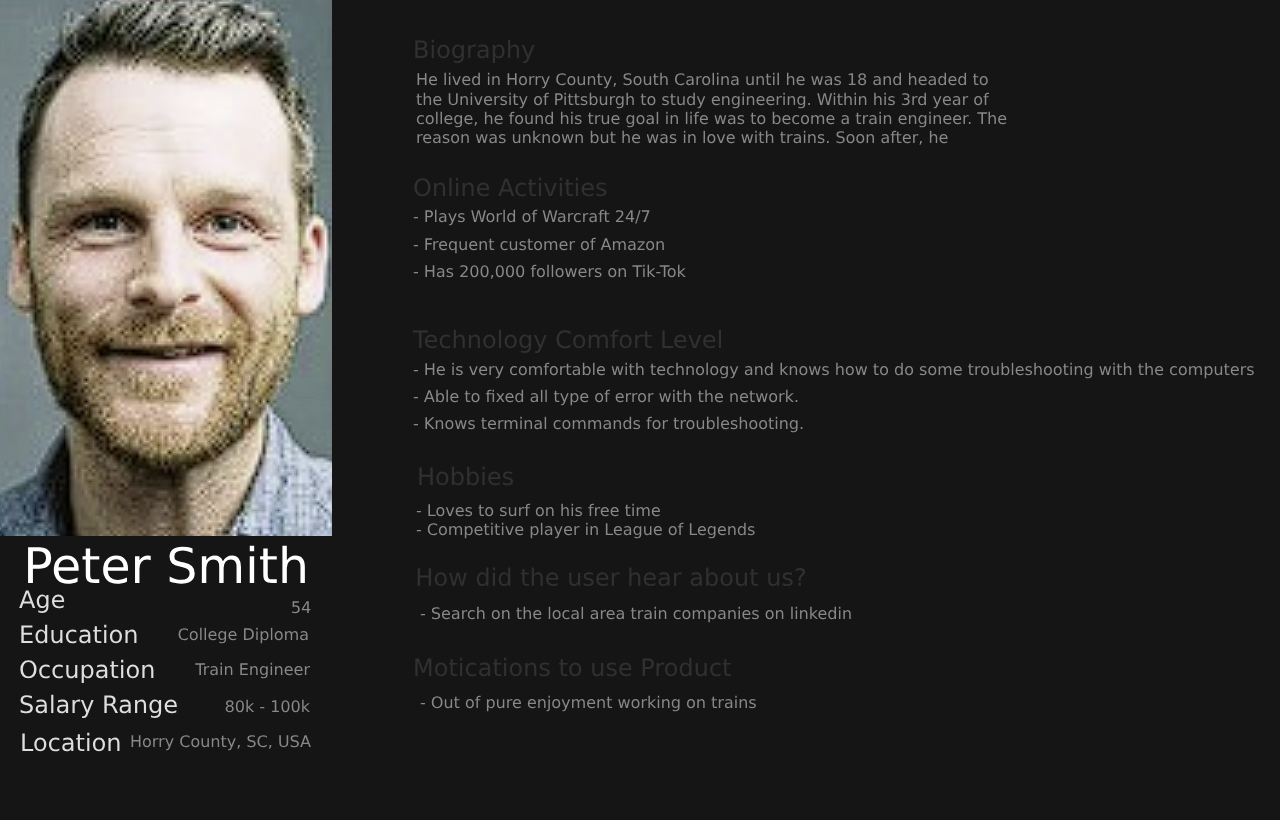 Peter Smith
Age 54
Education College Diploma
Occupation Train Engineer
Salary Range 80k - 100k
Location Horry County, SC, USA
Biography
He lived in Horry County, South Carolina until he was 18 and headed to
the University of Pittsburgh to study engineering. Within his 3rd year of
college, he found his true goal in life was to become a train engineer. The
reason was unknown but he was in love with trains. Soon after, he
Online Activities
- Plays World of Warcraft 24/7
- Frequent customer of Amazon
- Has 200,000 followers on Tik-Tok
Technology Comfort Level
- He is very comfortable with technology and knows how to do some troubleshooting with the computers
- Able to fixed all type of error with the network.
- Knows terminal commands for troubleshooting.
Hobbies
- Loves to surf on his free time
- Competitive player in League of Legends
How did the user hear about us?
- Search on the local area train companies on linkedin
Motications to use Product
- Out of pure enjoyment working on trains